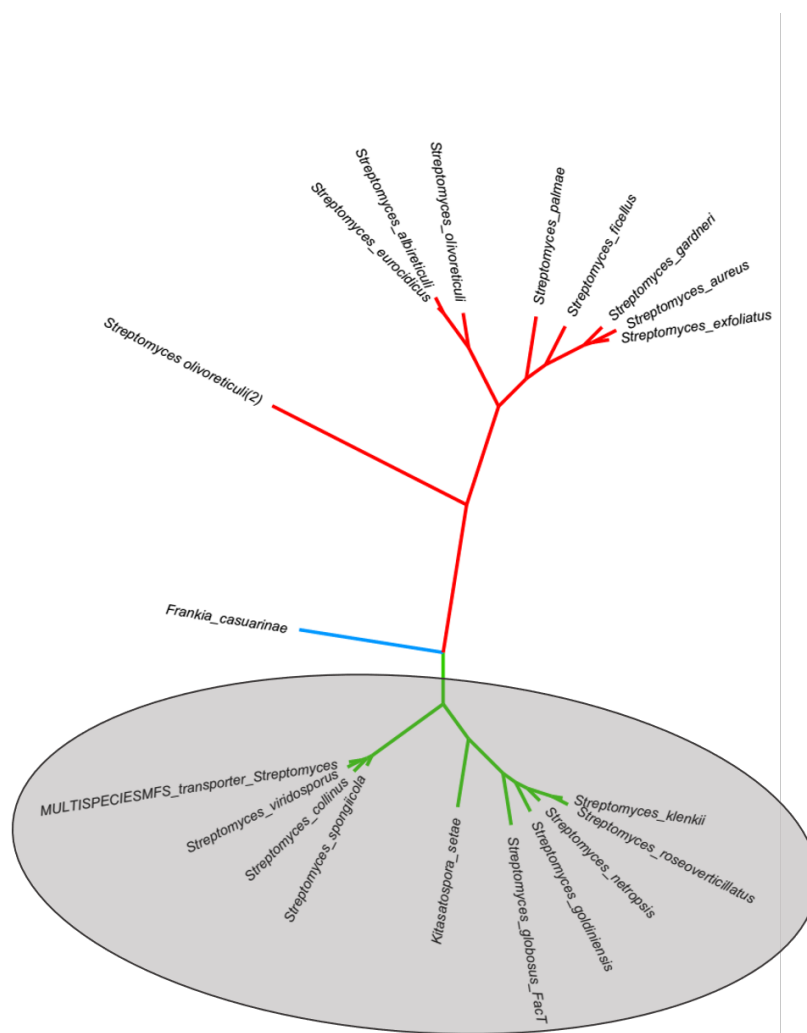 Streptomyces_olivoreticuli
Streptomyces_albireticuli
Streptomyces_eurocidicus
Streptomyces_palmae
Streptomyces_ficellus
Streptomyces_gardneri
Streptomyces_aureus
Streptomyces_exfoliatus
Streptomyces olivoreticuli(2)
Frankia_casuarinae
MULTISPECIESMFS_transporter_Streptomyces
Streptomyces_viridosporus
Streptomyces_collinus
Streptomyces_spongiicola
Kitasatospora_setae
Streptomyces_globosus_FacT
Streptomyces_goldiniensis
Streptomyces_netropsis
Streptomyces_roseoverticillatus
Streptomyces_klenkii